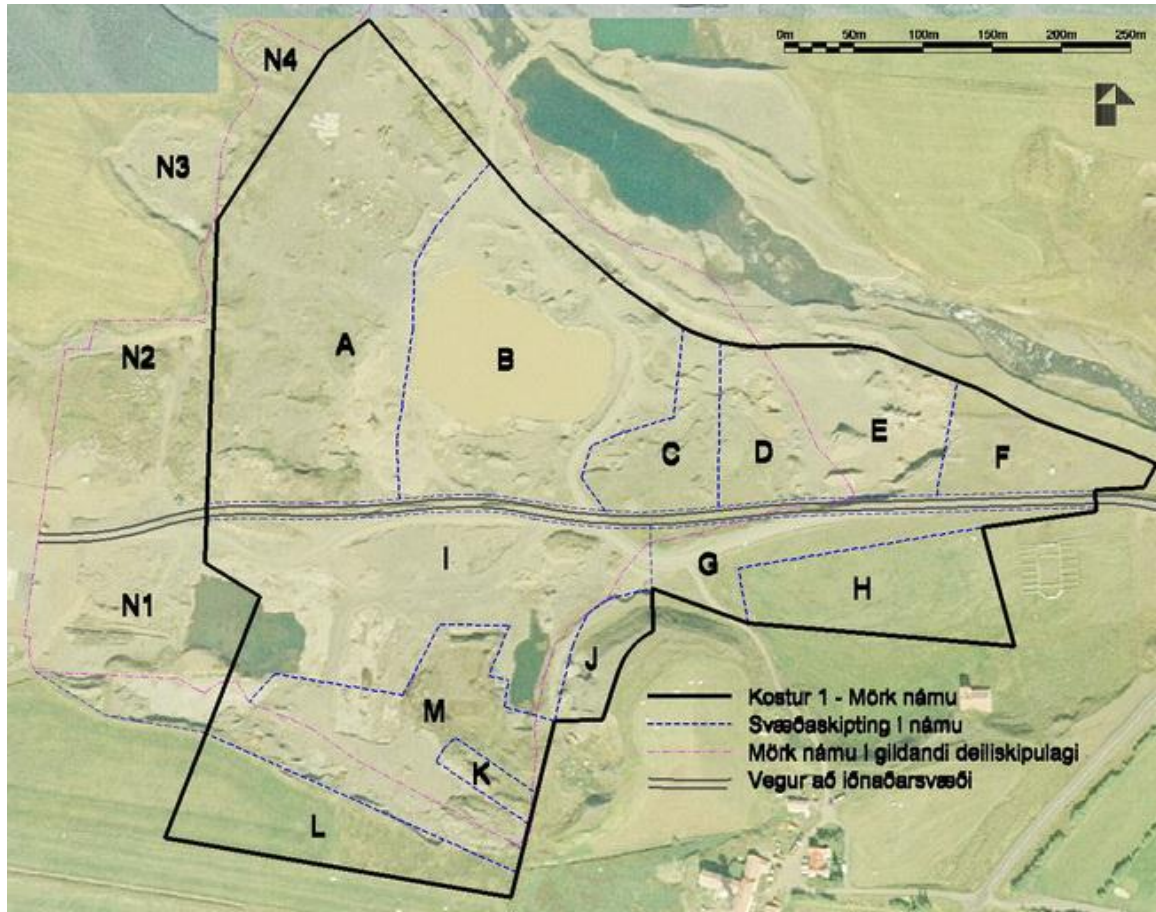 0m 50m 100m 150m 200m 250m
N4
N3
A
B
N2
C
D
E
F
I
G
H
N1
J
M
K
L
Kostur 1 - Mörk námu
Svæðaskipting í námu
Mörk námu í gildandi deiliskipulagi
Vegur að iðnaðarsvæði